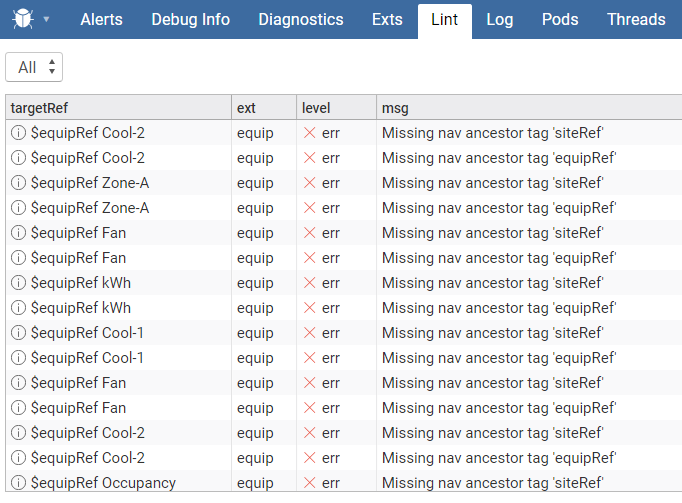 Alerts Debug Info Diagnostics Exts Lint Log Pods Threads
All
targetRef ext level msg
$equipRef Cool-2 equip err Missing nav ancestor tag 'siteRef'
$equipRef Cool-2 equip err Missing nav ancestor tag 'equipRef'
$equipRef Zone-A equip err Missing nav ancestor tag 'siteRef'
$equipRef Zone-A equip err Missing nav ancestor tag 'equipRef'
$equipRef Fan equip err Missing nav ancestor tag 'siteRef'
$equipRef Fan equip err Missing nav ancestor tag 'equipRef'
$equipRef kWh equip err Missing nav ancestor tag 'siteRef'
$equipRef kWh equip err Missing nav ancestor tag 'equipRef'
$equipRef Cool-1 equip err Missing nav ancestor tag 'siteRef'
$equipRef Cool-1 equip err Missing nav ancestor tag 'equipRef'
$equipRef Fan equip err Missing nav ancestor tag 'siteRef'
$equipRef Fan equip err Missing nav ancestor tag 'equipRef'
$equipRef Cool-2 equip err Missing nav ancestor tag 'siteRef'
$equipRef Cool-2 equip err Missing nav ancestor tag 'equipRef'
$equipRef Occupancy equip err Missing nav ancestor tag 'siteRef'